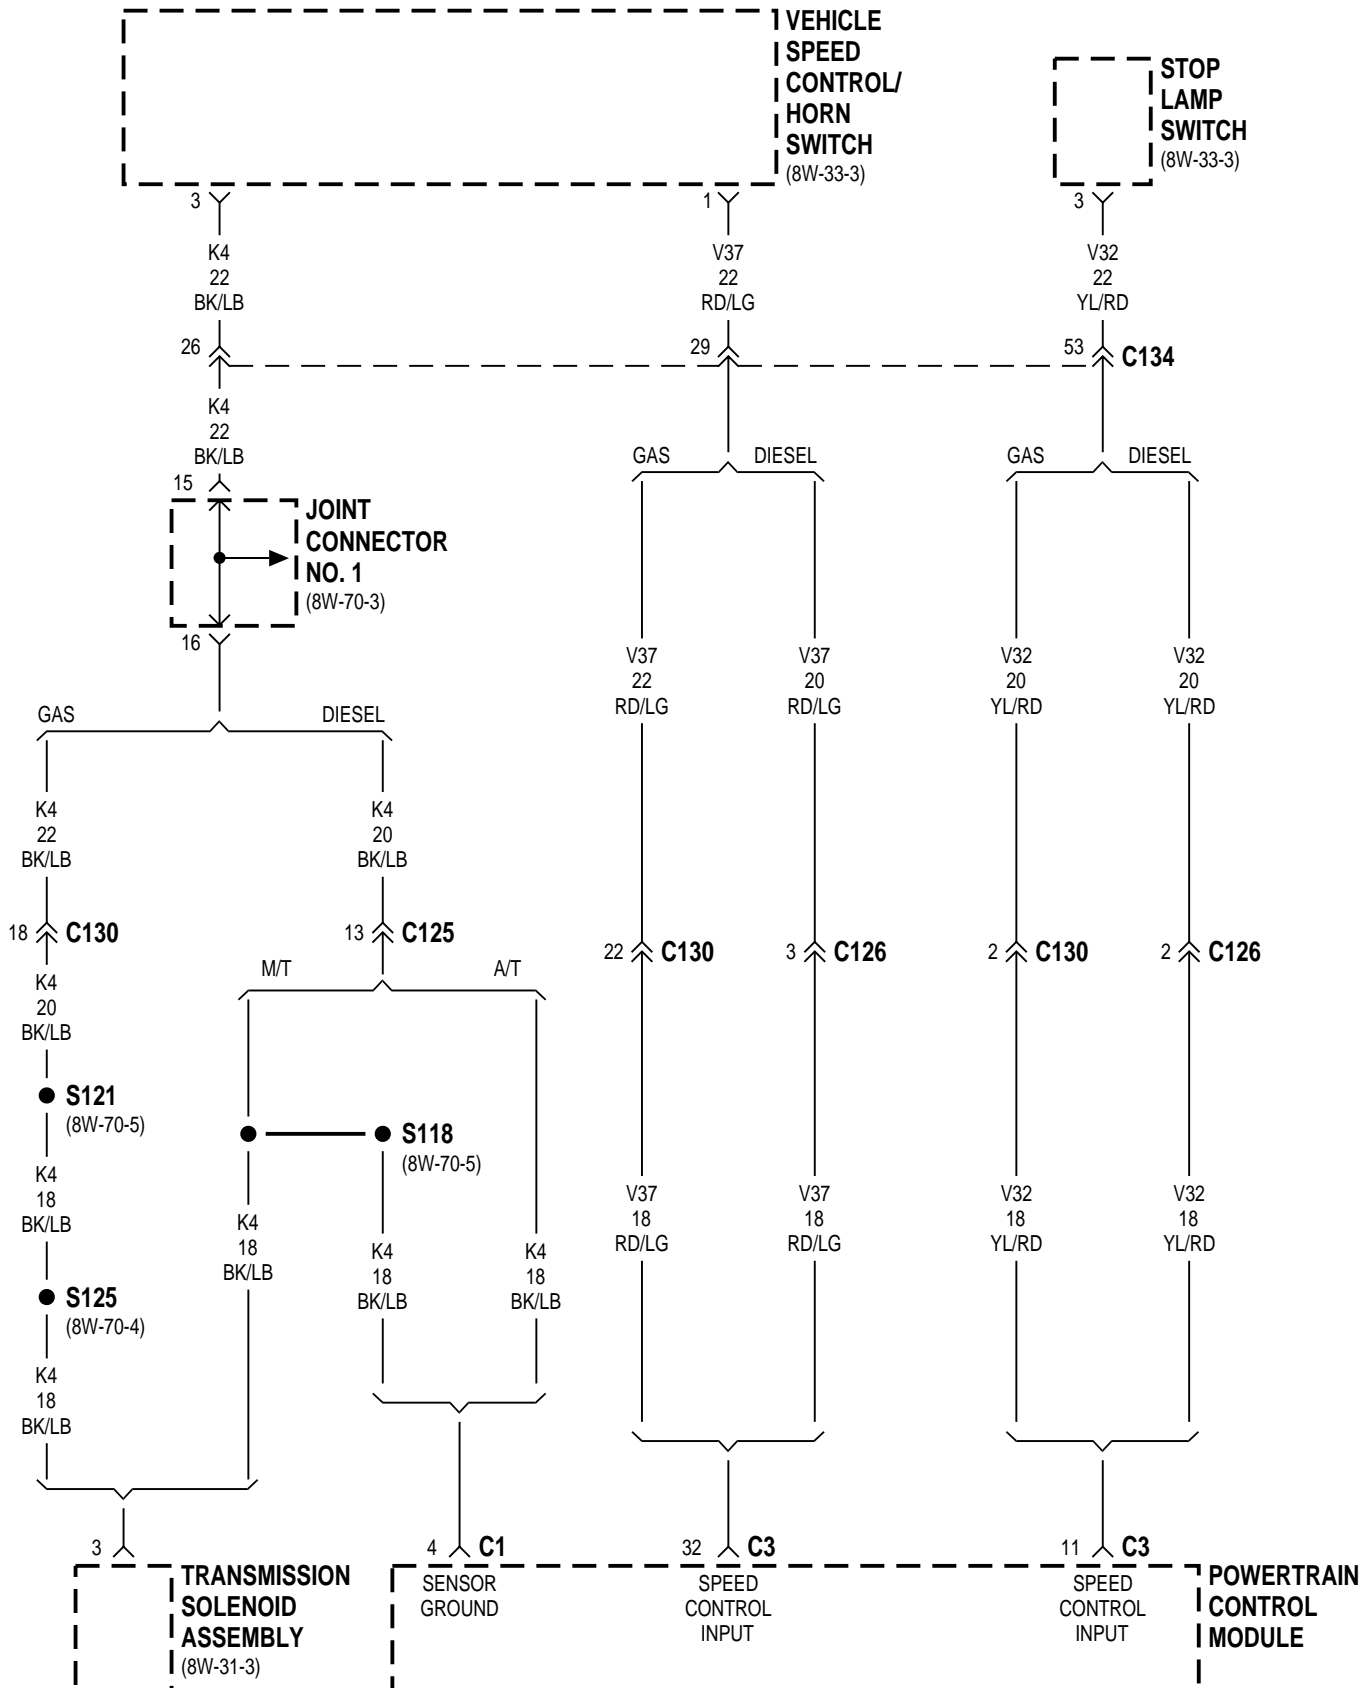 VEHICLE
SPEED
CONTROL/
HORN
SWITCH
(8W-33-3)
STOP
LAMP
SWITCH
(8W-33-3)
3
1
3
K4
22
BK/LB
V37
22
RD/LG
V32
22
YL/RD
26
29
53
C134
K4
22
BK/LB
GAS
DIESEL
GAS
DIESEL
15
JOINT
CONNECTOR
NO. 1
(8W-70-3)
16
V37
22
RD/LG
V37
20
RD/LG
V32
20
YL/RD
V32
20
YL/RD
GAS
DIESEL
K4
22
BK/LB
K4
20
BK/LB
18
C130
13
C125
22
C130
3
C126
2
C130
2
C126
M/T
A/T
K4
20
BK/LB
S121
(8W-70-5)
S118
(8W-70-5)
K4
18
BK/LB
K4
18
BK/LB
K4
18
BK/LB
K4
18
BK/LB
V37
18
RD/LG
V37
18
RD/LG
V32
18
YL/RD
V32
18
YL/RD
S125
(8W-70-4)
K4
18
BK/LB
3
4
C1
32
C3
11
C3
TRANSMISSION
SOLENOID
ASSEMBLY
(8W-31-3)
SENSOR
GROUND
SPEED
CONTROL
INPUT
SPEED
CONTROL
INPUT
POWERTRAIN
CONTROL
MODULE